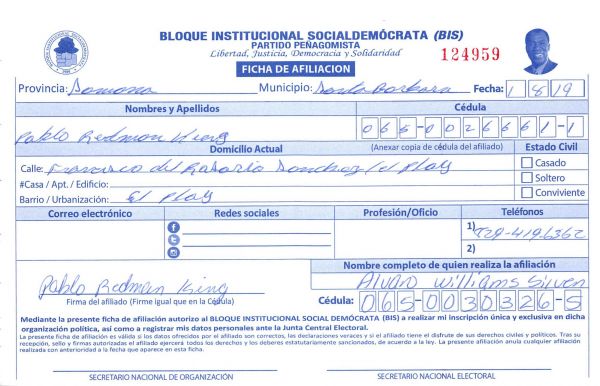 BLOQUE INSTITUCIONAL SOCIALDEMÓCRATA (BIS)
PARTIDO PEÑAGOMISTA
Libertad, Justicia, Democracia y Solidaridad
124959
FICHA DE AFILIACION
Provincia: Samana Municipio: Santa Barbara Fecha: 1 8 19
Nombres y Apellidos Cédula
Pablo Redman King 065-0026661-1
Domicilio Actual (Anexar copia de cédula del afiliado) Estado Civil
Calle: Francisco del Rosario Sanchez / el Play Casado
#Casa / Apt. / Edificio: Soltero
Barrio / Urbanización: El Play Conviviente
Correo electrónico Redes sociales Profesión/Oficio Teléfonos
1) 829-419-6362
2)
Nombre completo de quien realiza la afiliación
Pablo Redman King Alvaro Williams
Firma del afiliado (Firme igual que en la Cédula) Cédula: 065-0030326-5
Mediante la presente ficha de afiliación autorizo al BLOQUE INSTITUCIONAL SOCIAL DEMÓCRATA (BIS) a realizar mi inscripción única y exclusiva en dicha
organización política, así como a registrar mis datos personales ante la Junta Central Electoral.
La presente ficha de afiliación es válida si los datos ofrecidos por el afiliado son correctos, las declaraciones veraces y si el afiliado tiene el disfrute de sus derechos civiles y políticos. Tras su
recepción, sello y firmas autorizadas el afiliado ejercerá todos los derechos y los deberes estatutariamente sancionados, de acuerdo a la ley. La presente afiliación anula cualquier afiliación
realizada con anterioridad a la fecha que aparece en esta ficha.
SECRETARIO NACIONAL DE ORGANIZACIÓN SECRETARIO NACIONAL ELECTORAL